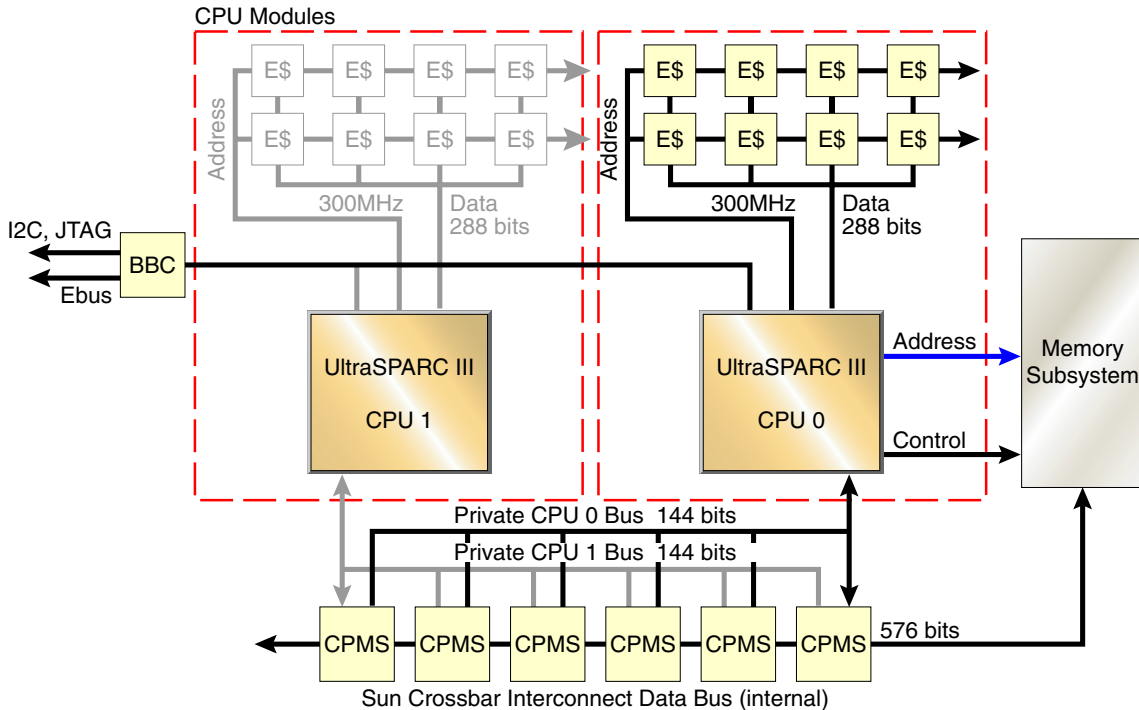 CPU Modules
E$ E$ E$ E$ E$ E$ E$ E$
Address
Address
E$ E$ E$ E$ E$ E$ E$ E$
300MHz
Data
288 bits
300MHz
Data
288 bits
I2C, JTAG
BBC
Ebus
UltraSPARC III
CPU 1
UltraSPARC III
CPU 0
Address
Control
Memory
Subsystem
Private CPU 0 Bus 144 bits
Private CPU 1 Bus 144 bits
CPMS CPMS CPMS CPMS CPMS CPMS
576 bits
Sun Crossbar Interconnect Data Bus (internal)